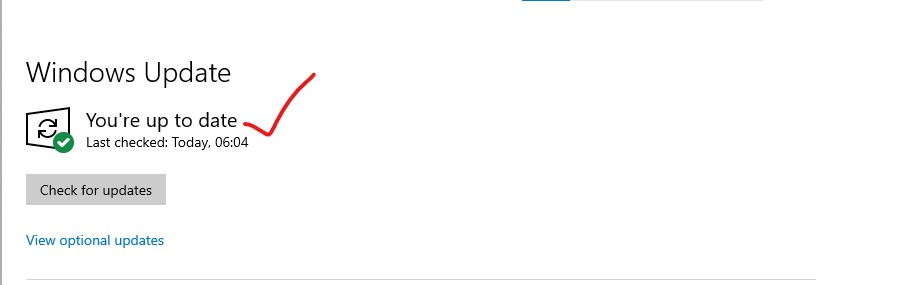 Windows Update
You're up to date
Last checked: Today, 06:04
Check for updates
View optional updates